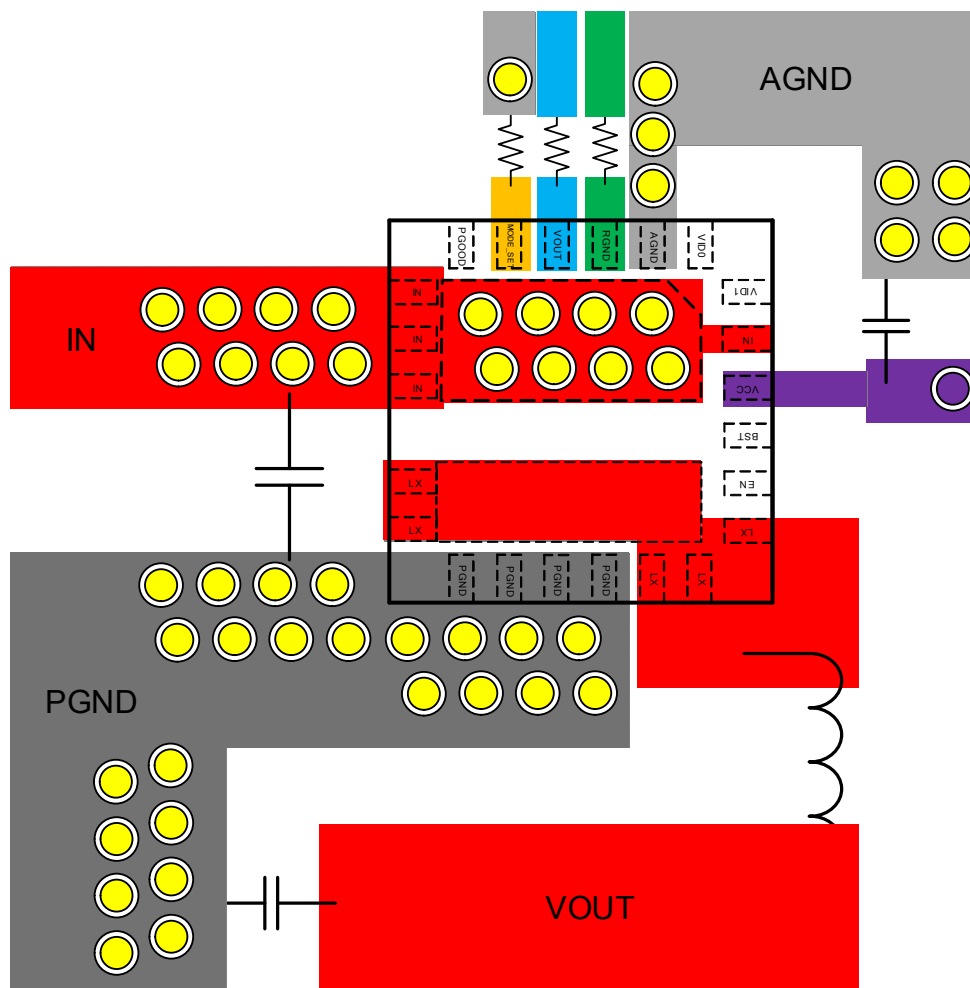 AGND
PGOOD
MODE_SET
VOUT
RGND
AGND
VID0
IN
IN
IN
IN
VID1
IN
VCC
BST
EN
LX
LX
LX
PGND
PGND
PGND
PGND
LX
LX
PGND
VOUT